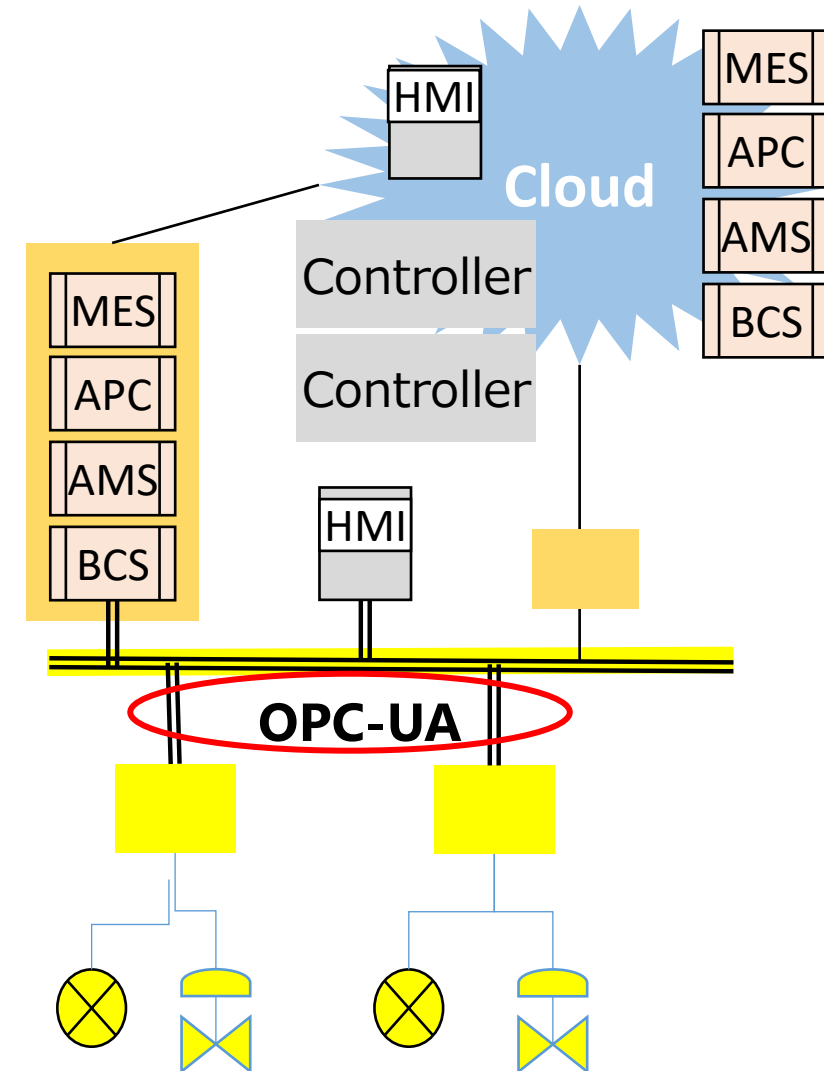 HMI
Cloud
MES
APC
AMS
BCS
Controller
Controller
MES
APC
AMS
BCS
HMI
OPC-UA